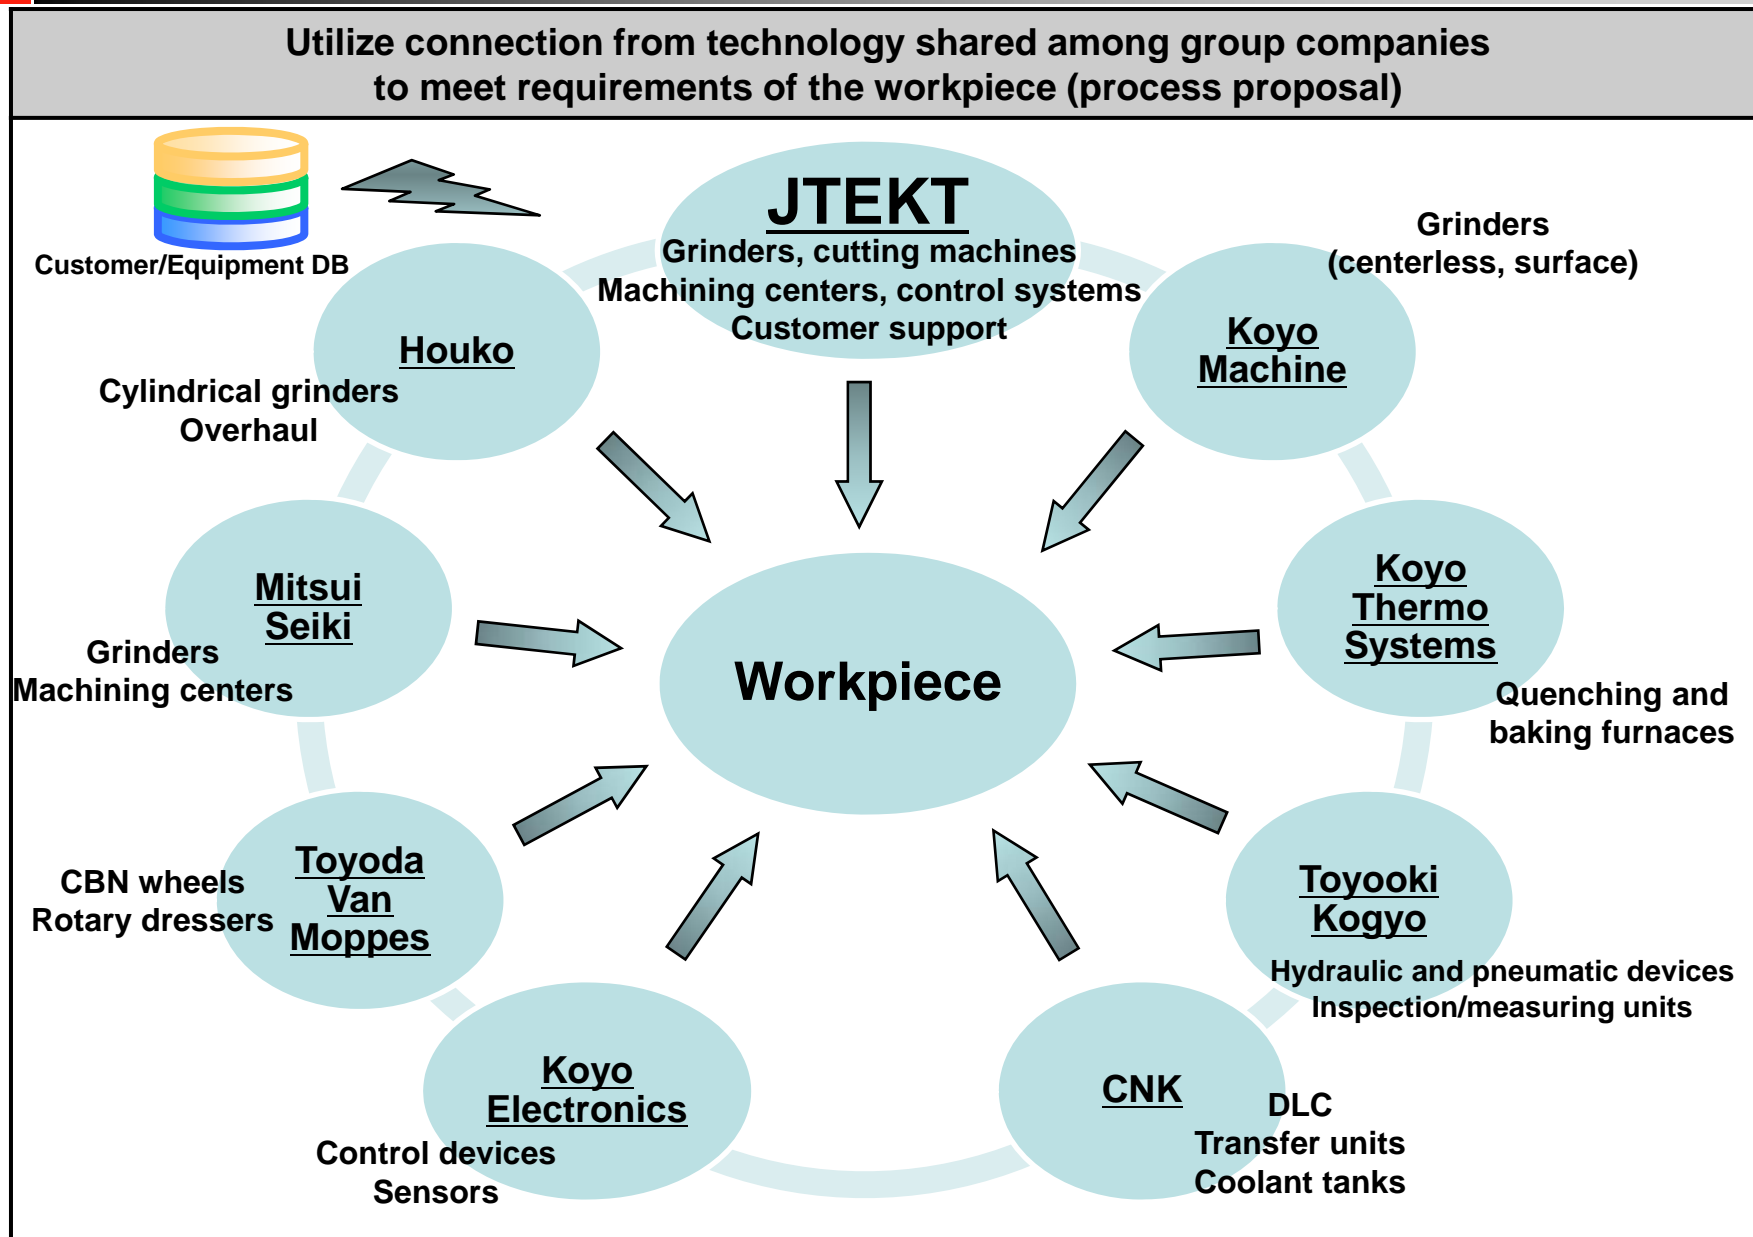 Utilize connection from technology shared among group companies
to meet requirements of the workpiece (process proposal)
Customer/Equipment DB
JTEKT
Grinders, cutting machines
Machining centers, control systems
Customer support
Grinders
(centerless, surface)
Koyo
Machine
Houko
Cylindrical grinders
Overhaul
Mitsui
Seiki
Grinders
Machining centers
Koyo
Thermo
Systems
Quenching and
baking furnaces
Workpiece
Toyoda
Van
Moppes
CBN wheels
Rotary dressers
Toyooki
Kogyo
Hydraulic and pneumatic devices
Inspection/measuring units
Koyo
Electronics
Control devices
Sensors
CNK
DLC
Transfer units
Coolant tanks